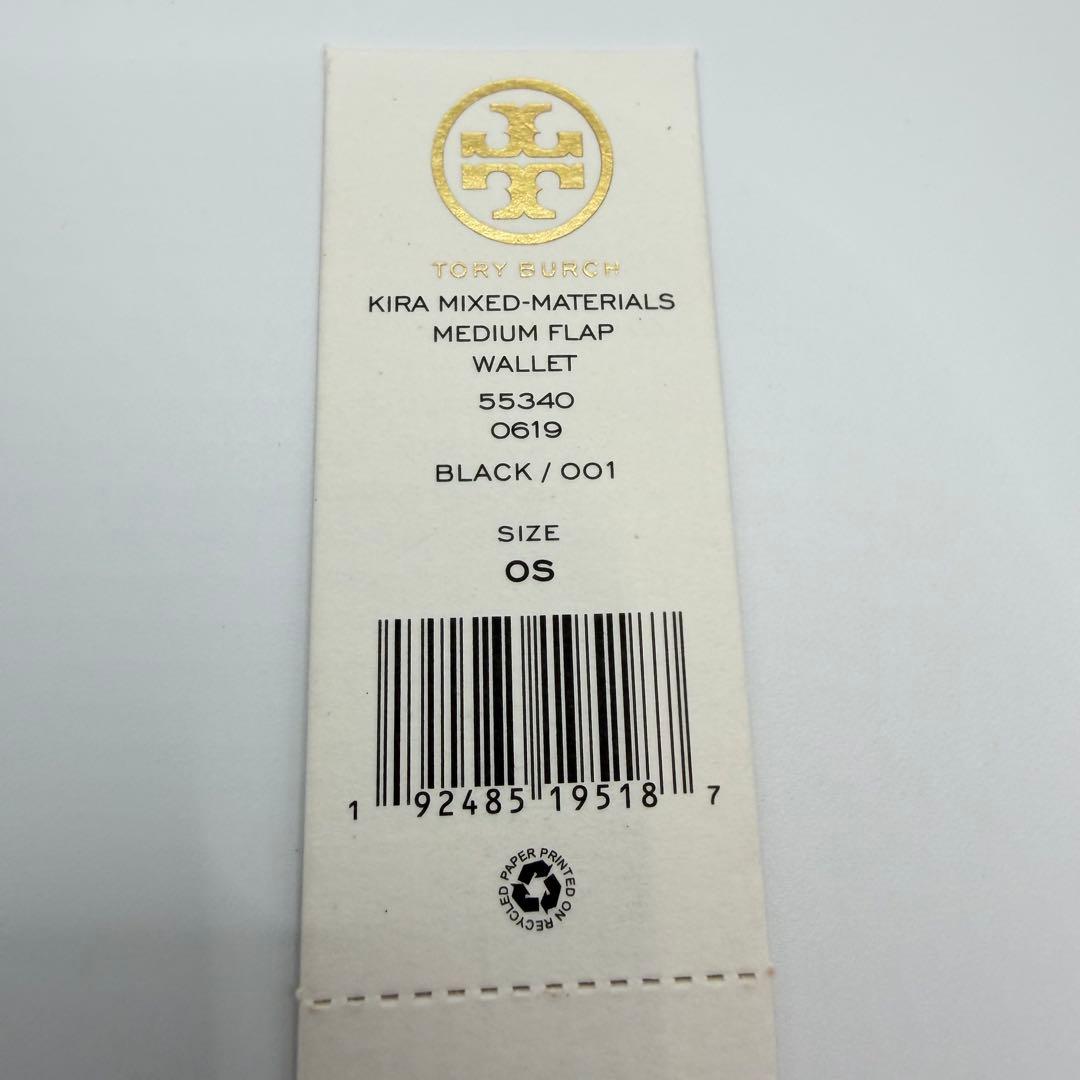 TORY BURCH
KIRA MIXED-MATERIALS
MEDIUM FLAP
WALLET
55340
0619
BLACK / 001
SIZE
OS
1 92485 19518 7
PAPER PRINTED ON RECYCLED